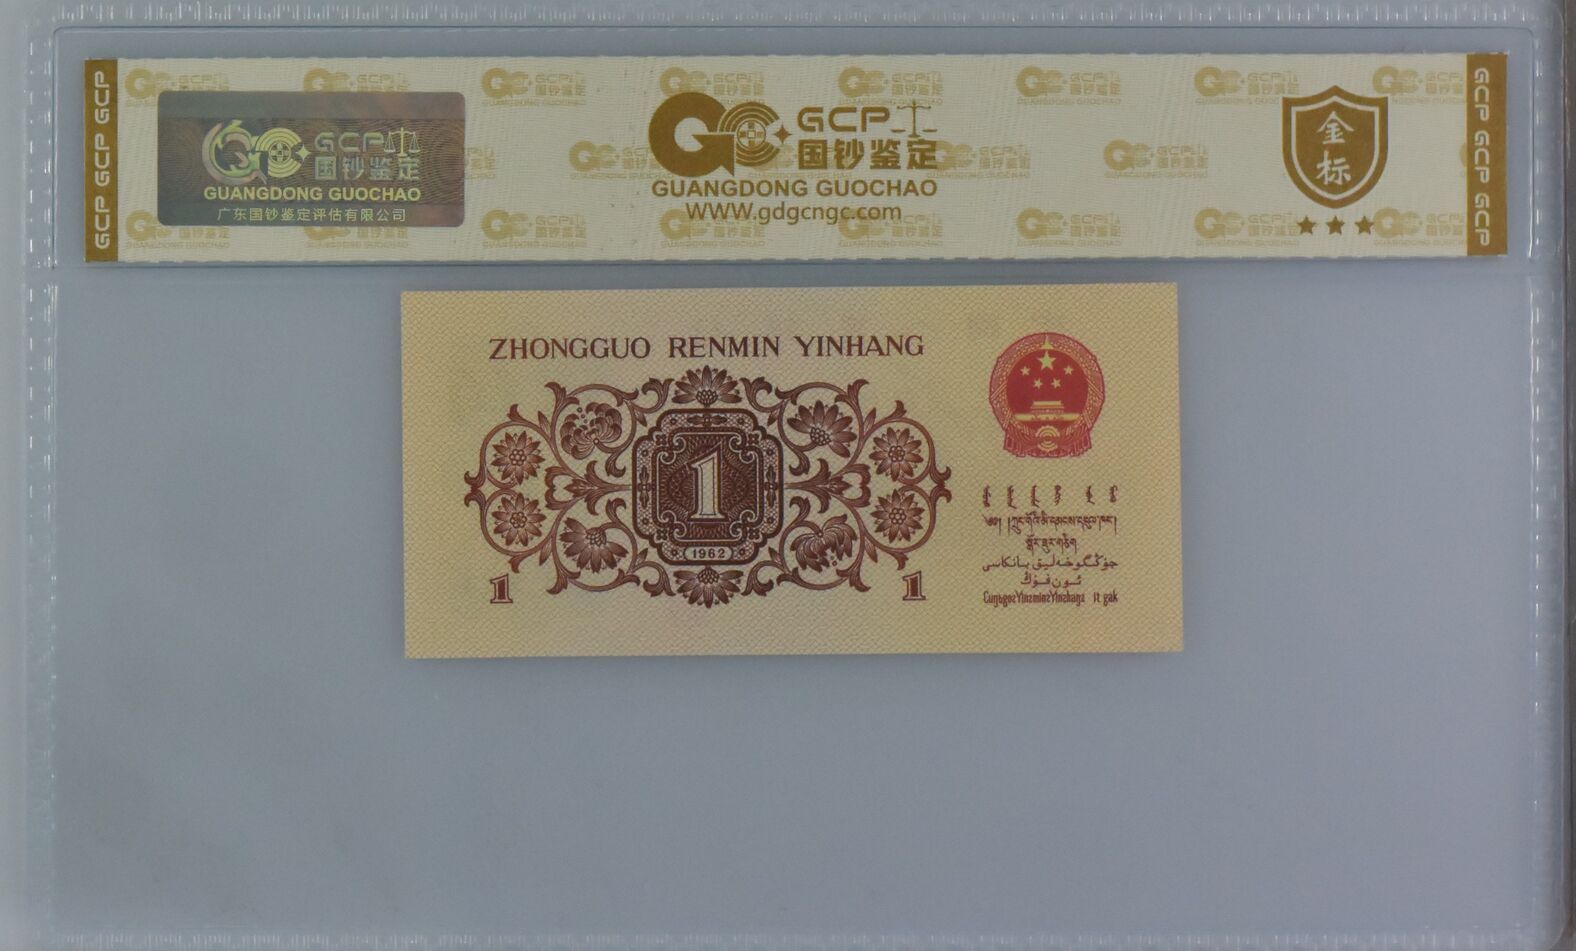 GCP GCP GCP
GCP
国钞鉴定
GUANGDONG GUOCHAO
广东国钞鉴定评估有限公司
GCP
国钞鉴定
GUANGDONG GUOCHAO
WWW.gdgcngc.com
金
标
GCP GCP GCP
ZHONGGUO RENMIN YINHANG
1
1962
1
1
جۇڭگوخەلىق بانكاسى